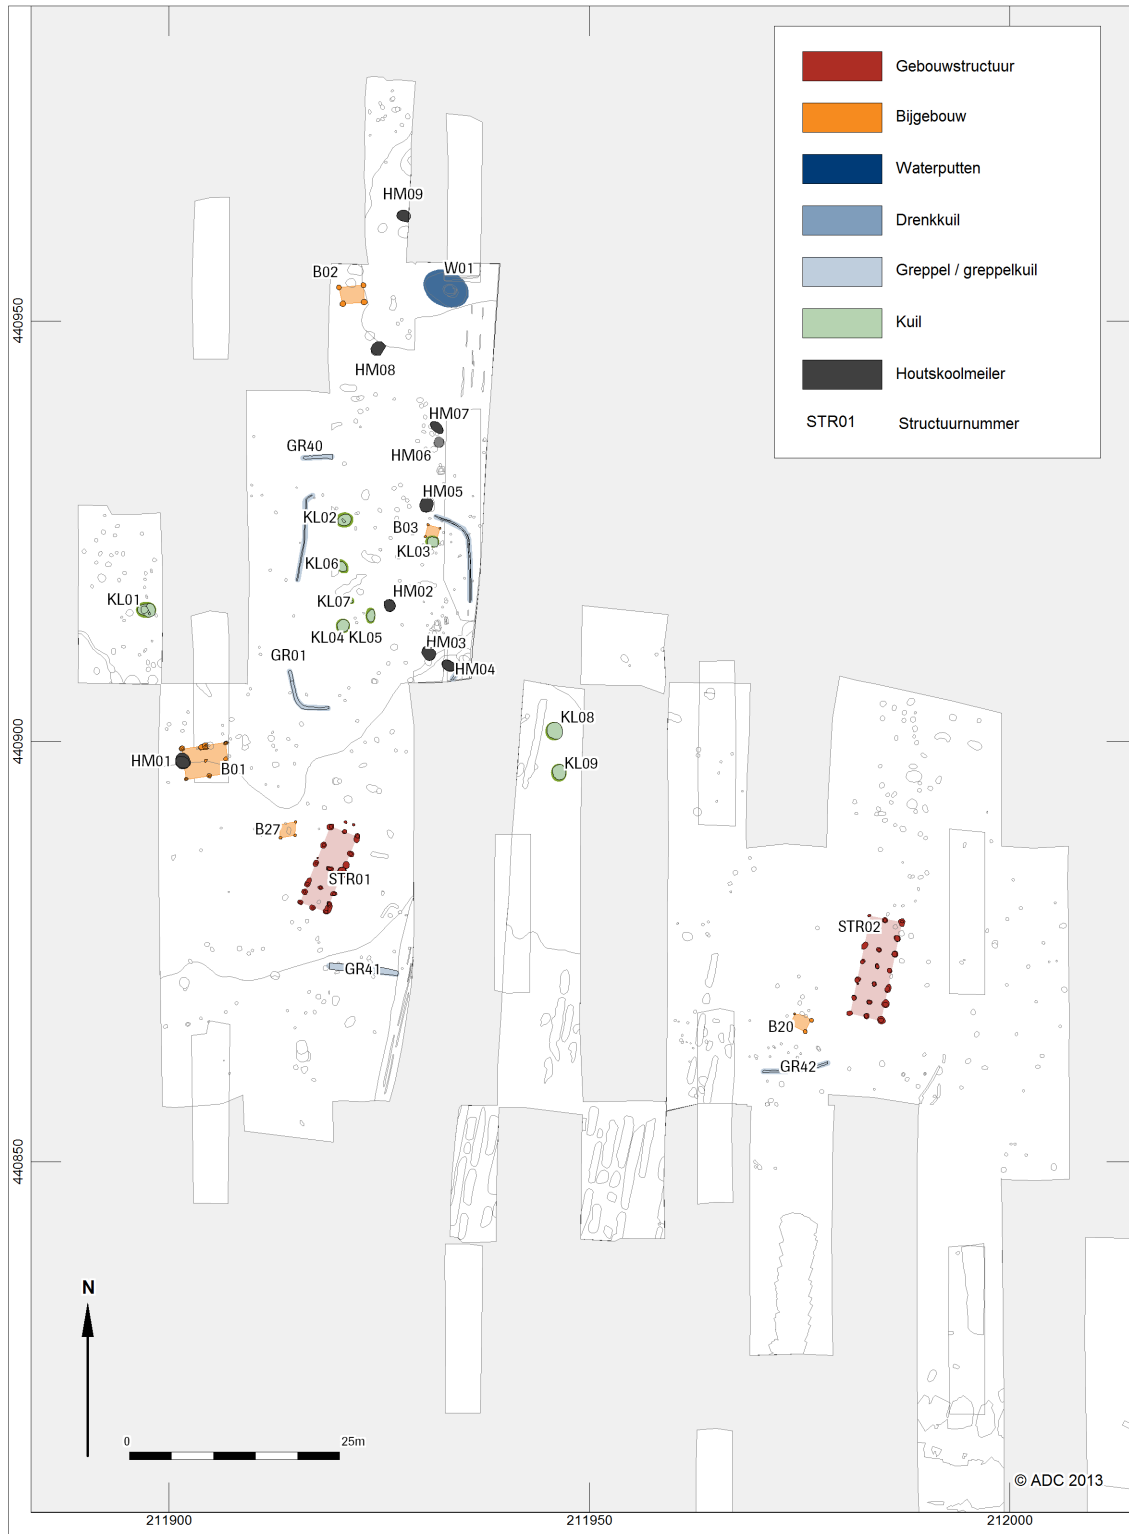 Gebouwstructuur
Bijgebouw
Waterputten
Drenkkuil
Greppel / greppelkuil
Kuil
Houtskoolmeiler
STR01 Structuurnummer
HM09
B02
W01
440950
HM08
HM07
GR40
HM06
HM05
KL02
B03
KL03
KL06
KL01
KL07
HM02
KL04 KL05
HM03
GR01
HM04
KL08
440900
HM01
B01
KL09
B27
STR01
STR02
GR41
B20
GR42
440850
N
0 25m
© ADC 2013
211900 211950 212000